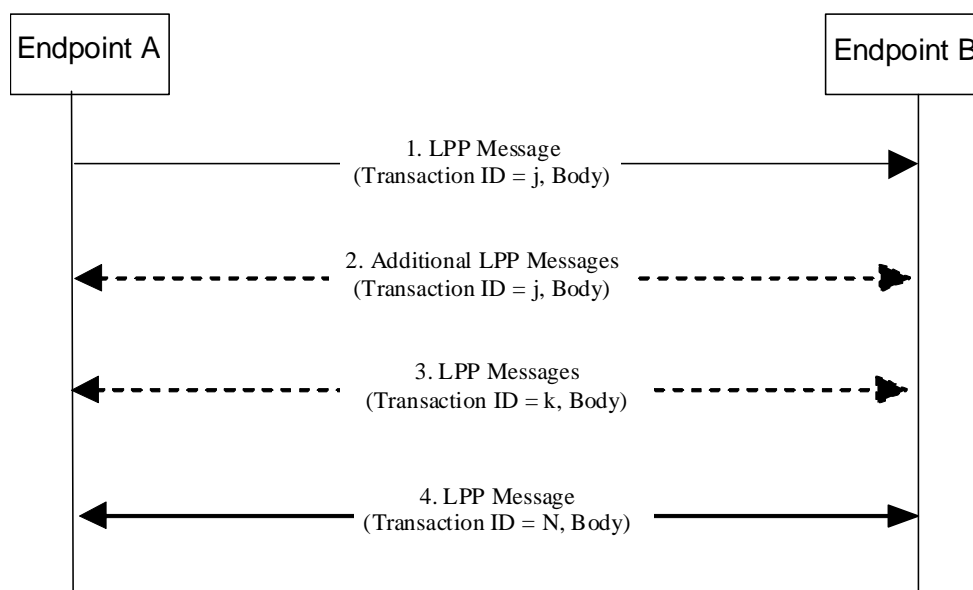 Endpoint A
Endpoint B
1. LPP Message
(Transaction ID = j, Body)
2. Additional LPP Messages
(Transaction ID = j, Body)
3. LPP Messages
(Transaction ID = k, Body)
4. LPP Message
(Transaction ID = N, Body)